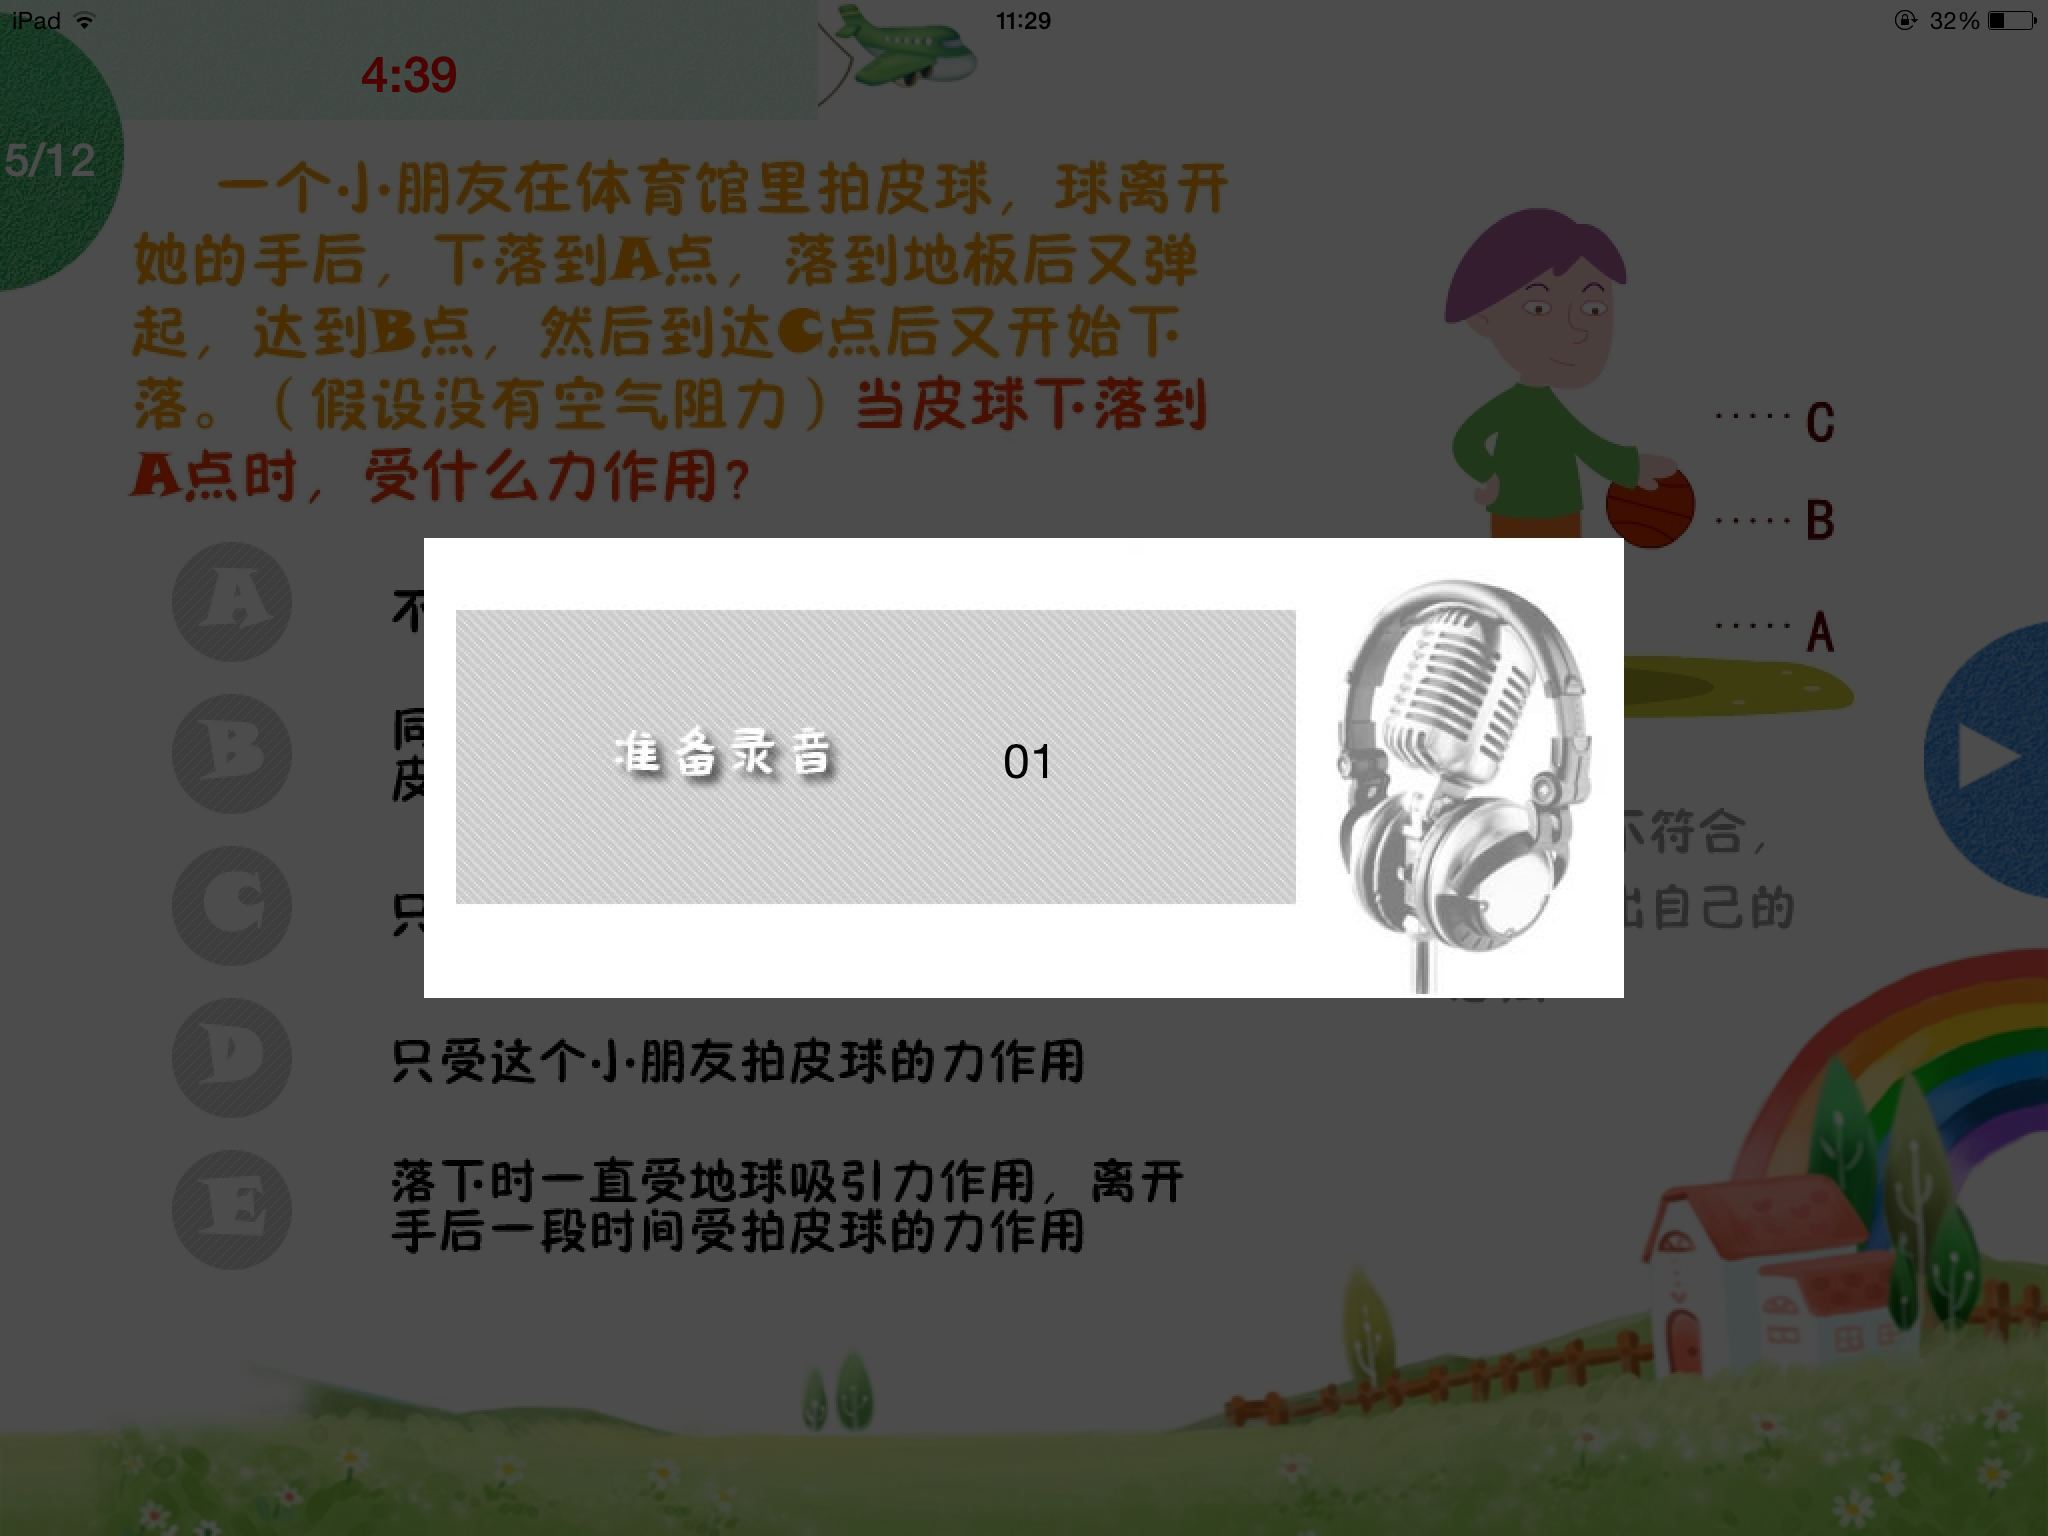 iPad
11:29
32%
4:39
5/12
一个小朋友在体育馆里拍皮球，球离开
她的手后，下落到A点，落到地板后又弹
起，达到B点，然后到达C点后又开始下
落。（假设没有空气阻力）当皮球下落到
A点时，受什么力作用？
C
B
A
A
不
B
同
皮
C
只
准备录音
01
不符合，
出自己的
D
只受这个小朋友拍皮球的力作用
E
落下时一直受地球吸引力作用，离开
手后一段时间受拍皮球的力作用